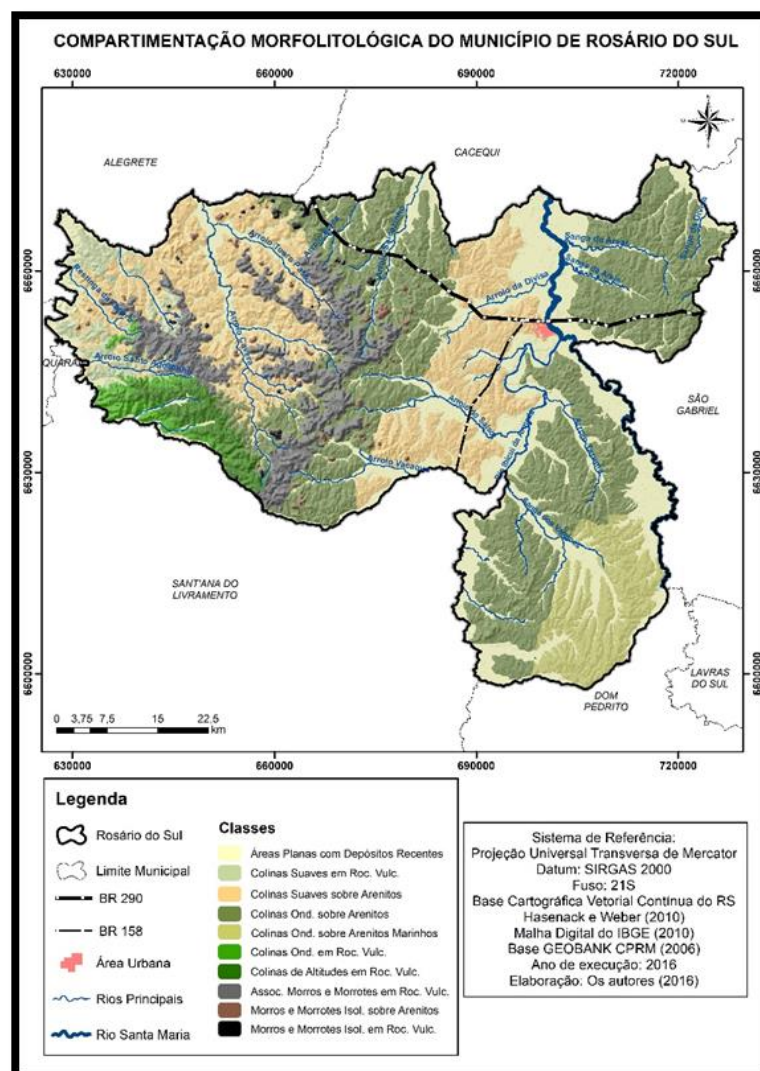 COMPARTIMENTAÇÃO MORFOLITOLÓGICA DO MUNICÍPIO DE ROSÁRIO DO SUL
630000 660000 690000 720000
ALEGRETE
CACEQUI
6660000 6660000
Sanga da Areia
Arroio da Divisa
QUARAÍ
SÃO
GABRIEL
6630000 6630000
Arroio Vacaquá
SANT'ANA DO
LIVRAMENTO
6600000 6600000
LAVRAS
DO SUL
DOM
PEDRITO
0 3,75 7,5 15 22,5
km
630000 660000 690000 720000
Legenda
Rosário do Sul
Limite Municipal
BR 290
BR 158
Área Urbana
Rios Principais
Rio Santa Maria
Classes
Áreas Planas com Depósitos Recentes
Colinas Suaves em Roc. Vulc.
Colinas Suaves sobre Arenitos
Colinas Ond. sobre Arenitos
Colinas Ond. sobre Arenitos Marinhos
Colinas Ond. em Roc. Vulc.
Colinas de Altitudes em Roc. Vulc.
Assoc. Morros e Morrotes em Roc. Vulc.
Morros e Morrotes Isol. sobre Arenitos
Morros e Morrotes Isol. em Roc. Vulc.
Sistema de Referência:
Projeção Universal Transversa de Mercator
Datum: SIRGAS 2000
Fuso: 21S
Base Cartográfica Vetorial Contínua do RS
Hasenack e Weber (2010)
Malha Digital do IBGE (2010)
Base GEOBANK CPRM (2006)
Ano de execução: 2016
Elaboração: Os autores (2016)